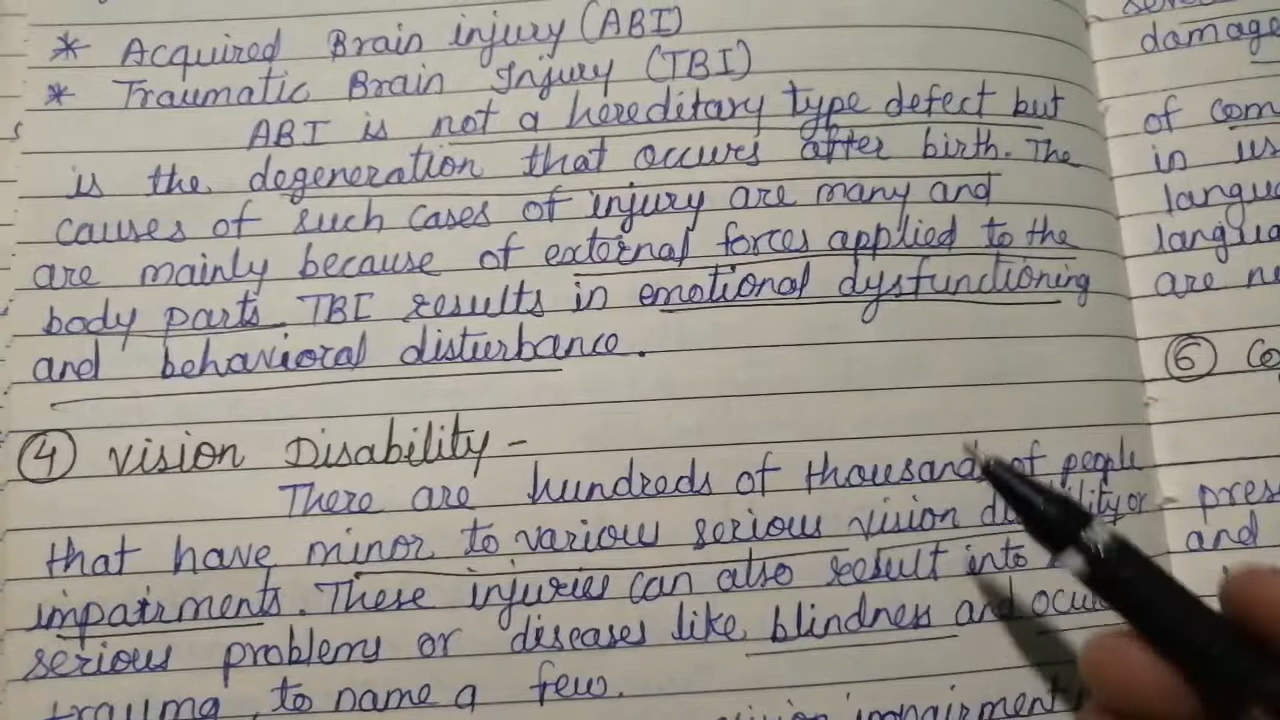 * Acquired Brain injury (ABI)
* Traumatic Brain Injury (TBI)
ABI is not a hereditary type defect but
is the degeneration that occurs after birth. The
causes of such cases of injury are many and
are mainly because of external forces applied to the
body parts. TBI results in emotional dysfunctioning
and behavioral disturbance.
④ Vision Disability -
There are hundreds of thousands of people
that have minor to various serious vision or
impairments. These injuries can also result into
serious problems or diseases like blindness and
trauma, to name a few.
vision impairment
damage
of com
in us
langu
langua
are n
⑥ Co
pres
and